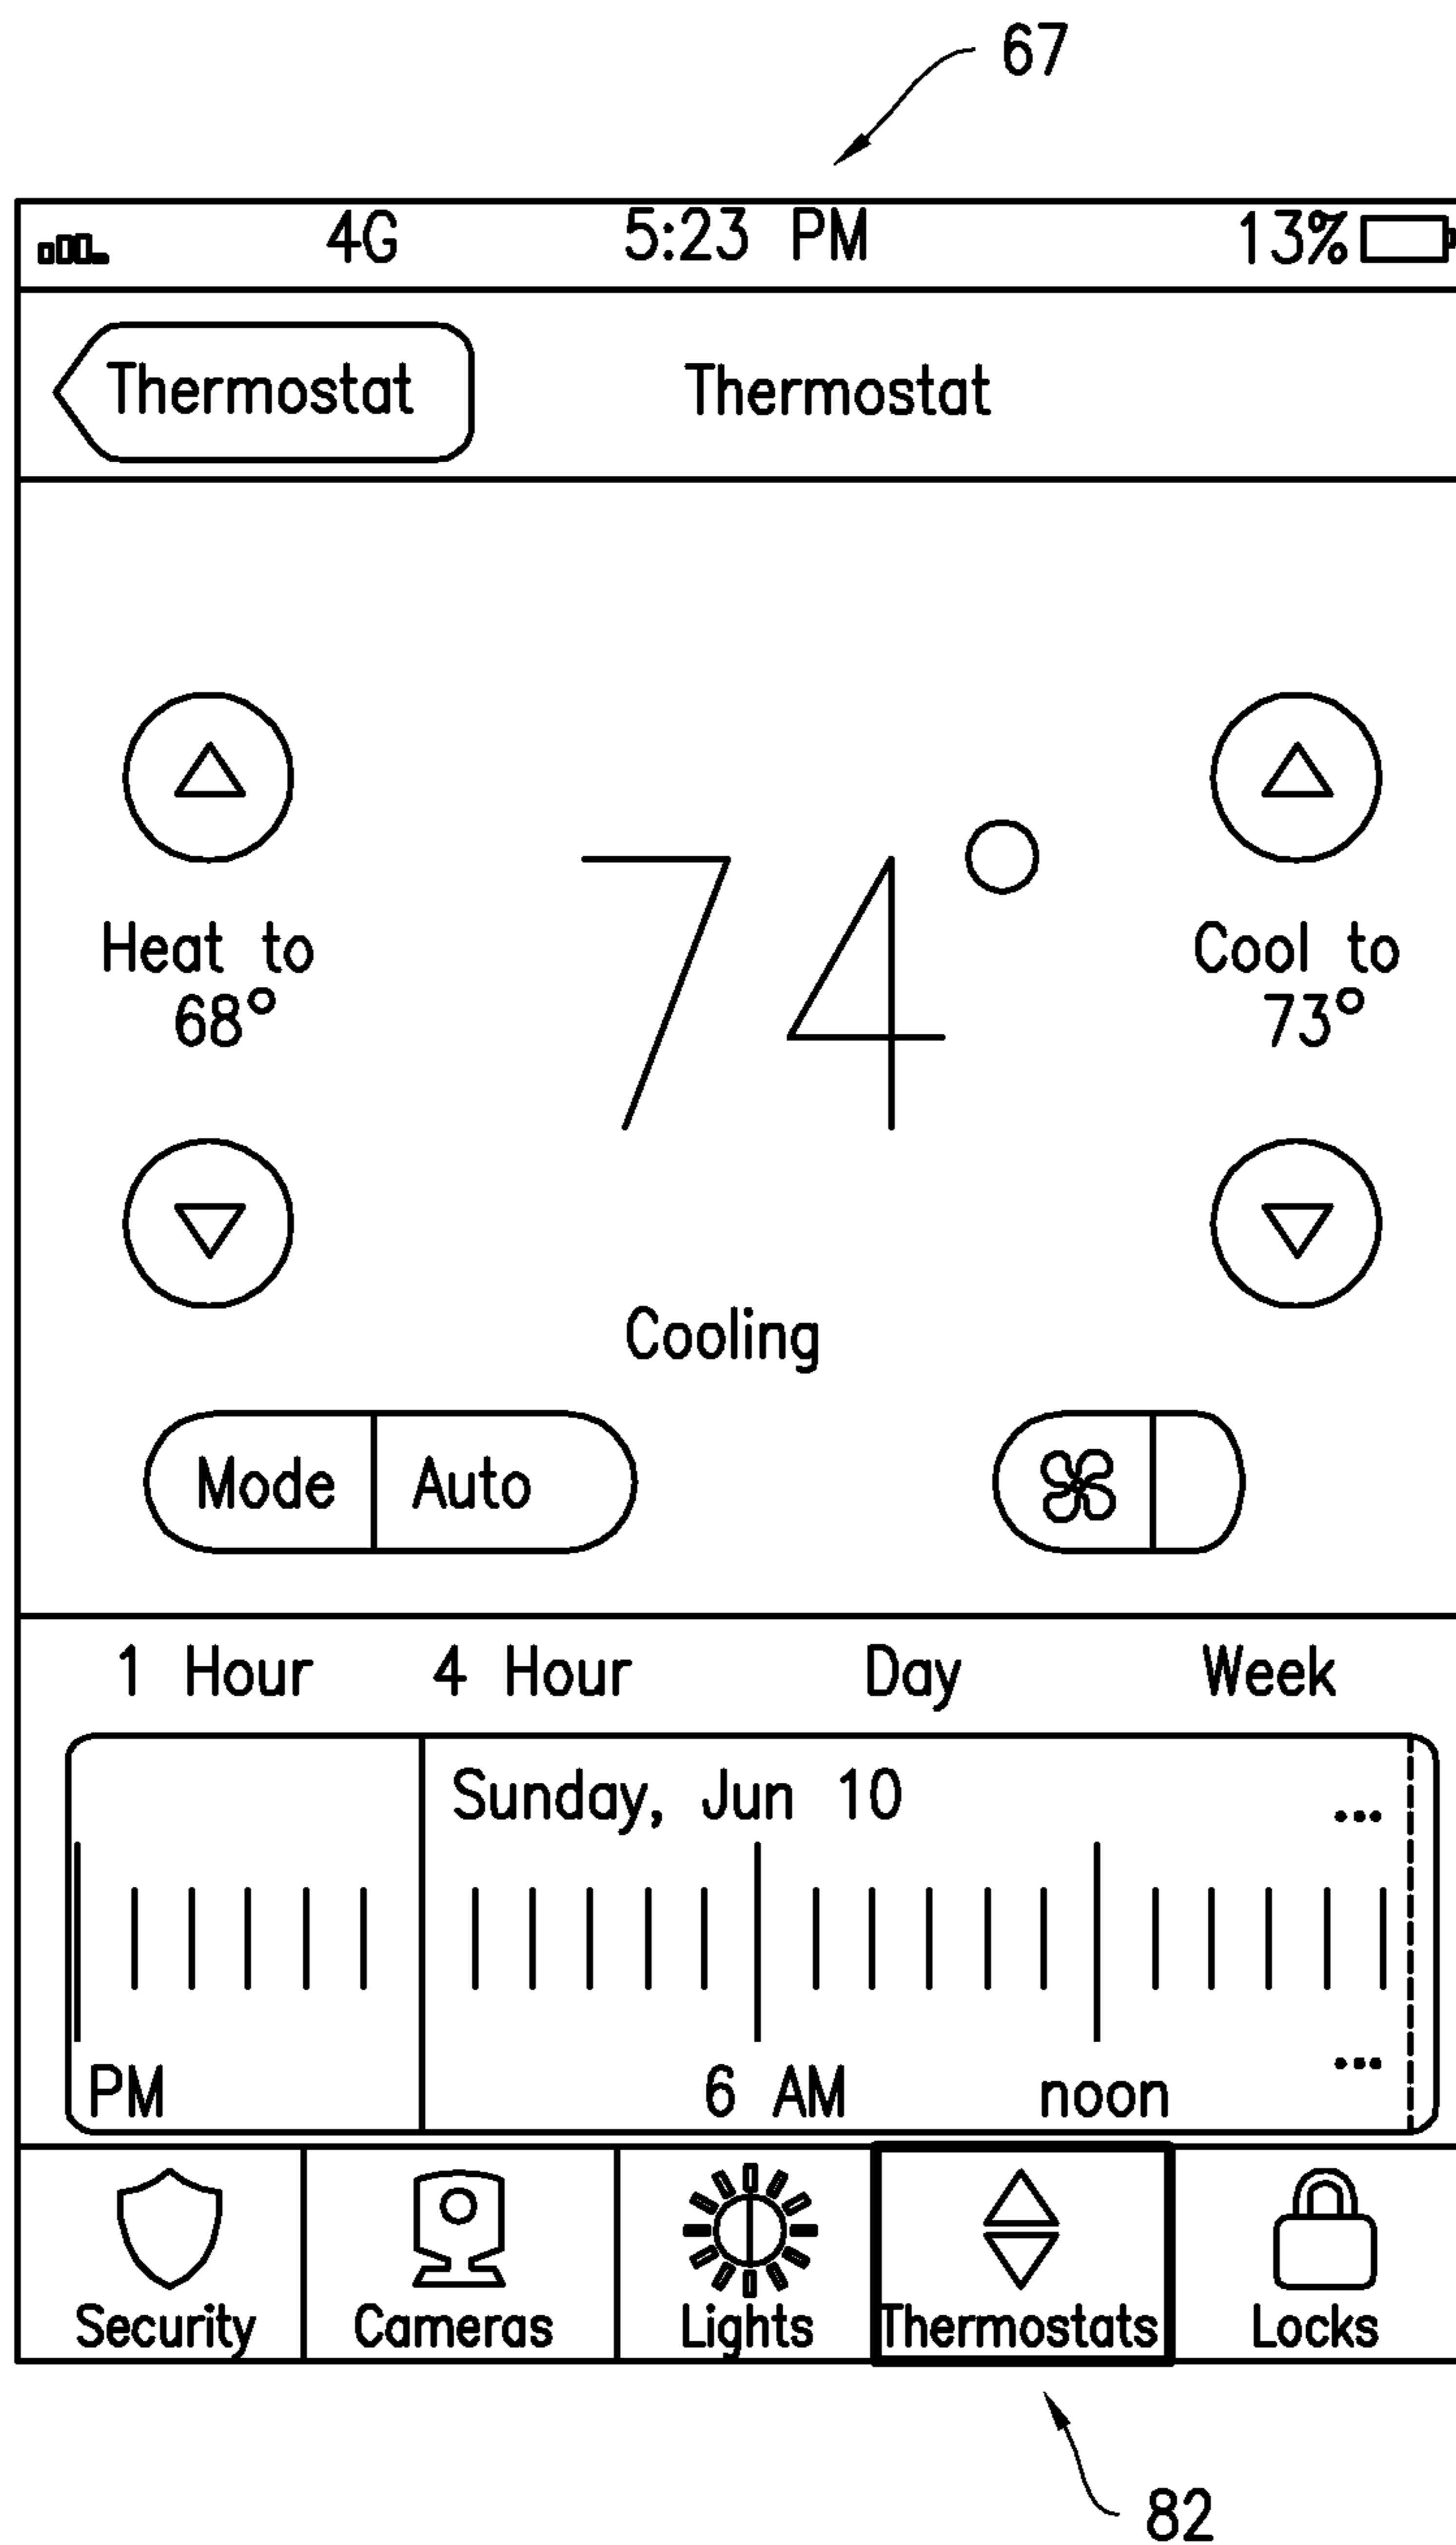 67
4G 5:23 PM 13%
Thermostat Thermostat
Heat to
68°
74°
Cool to
73°
Cooling
Mode Auto
1 Hour 4 Hour Day Week
Sunday, Jun 10 ...
...
PM 6 AM noon
Security Cameras Lights Thermostats Locks
82